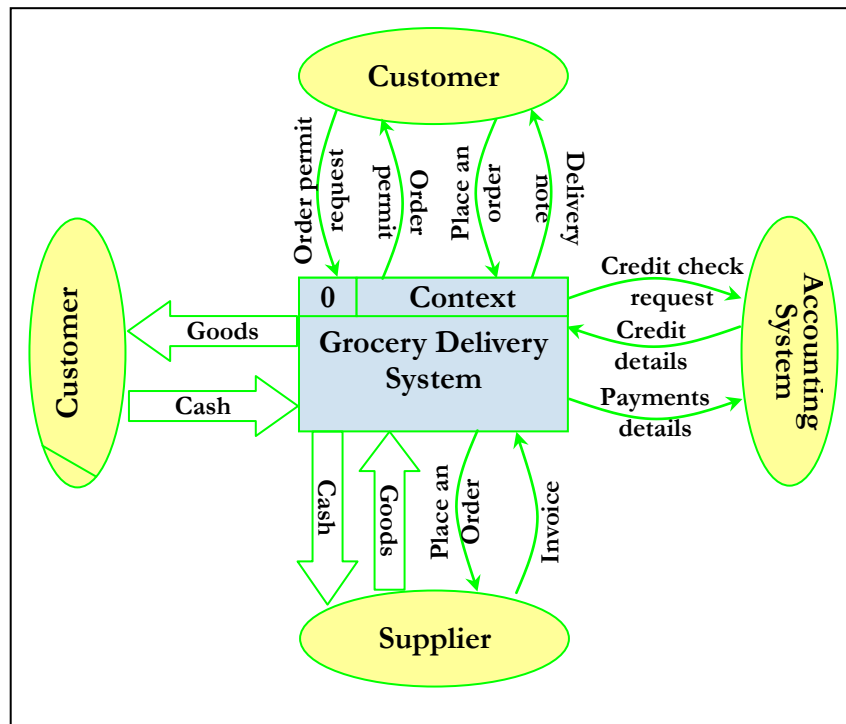 Customer
Order permit
request
Order
permit
Place an
order
Delivery
note
Customer
Goods
Cash
0
Context
Grocery Delivery
System
Credit check
request
Credit
details
Payments
details
Accounting
System
Cash
Goods
Place an
Order
Invoice
Supplier